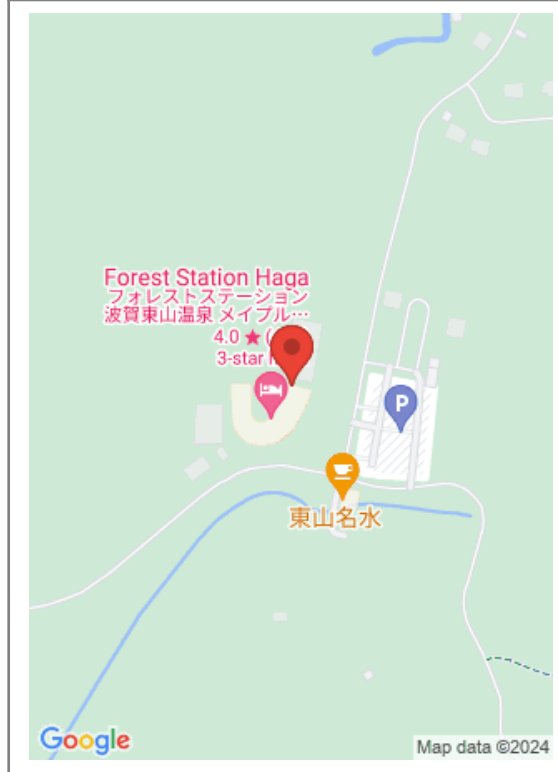 Forest Station Haga
フォレストステーション
波賀東山温泉 メイプル…
4.0 ★ (
3-star
P
東山名水
Google
Map data ©2024